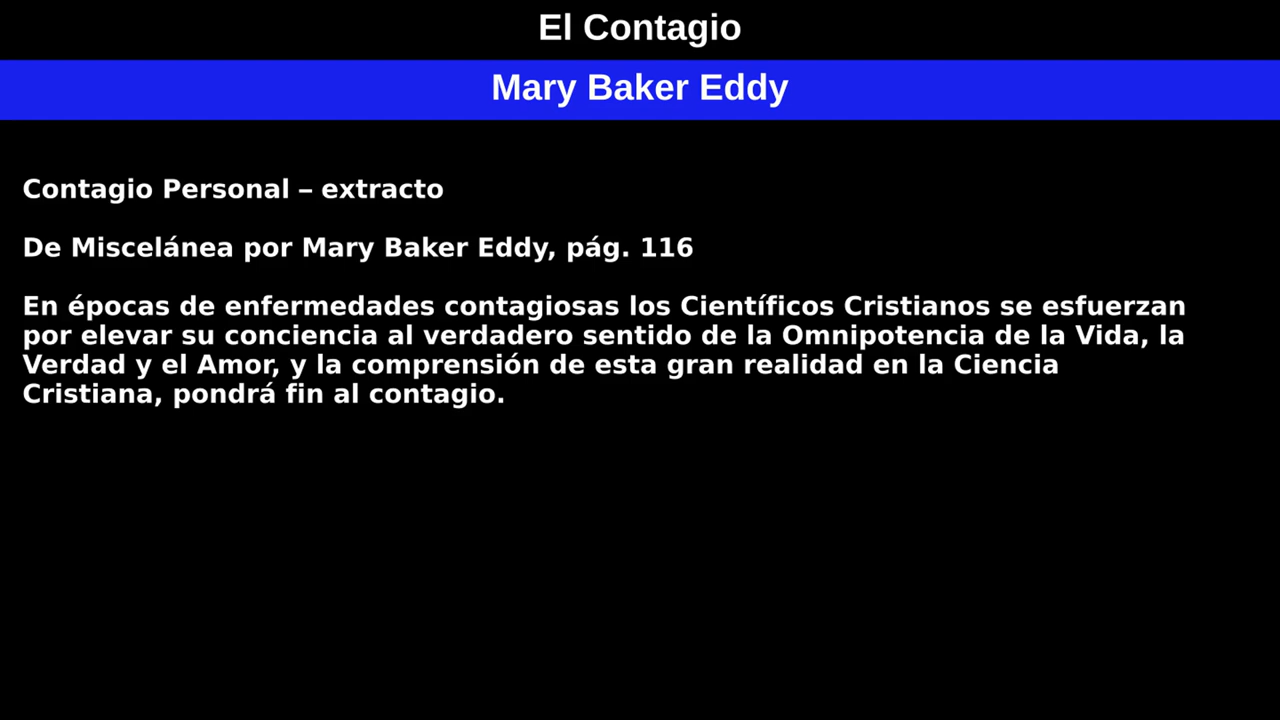 El Contagio
Mary Baker Eddy
Contagio Personal – extracto
De Miscelánea por Mary Baker Eddy, pág. 116
En épocas de enfermedades contagiosas los Científicos Cristianos se esfuerzan
por elevar su conciencia al verdadero sentido de la Omnipotencia de la Vida, la
Verdad y el Amor, y la comprensión de esta gran realidad en la Ciencia
Cristiana, pondrá fin al contagio.